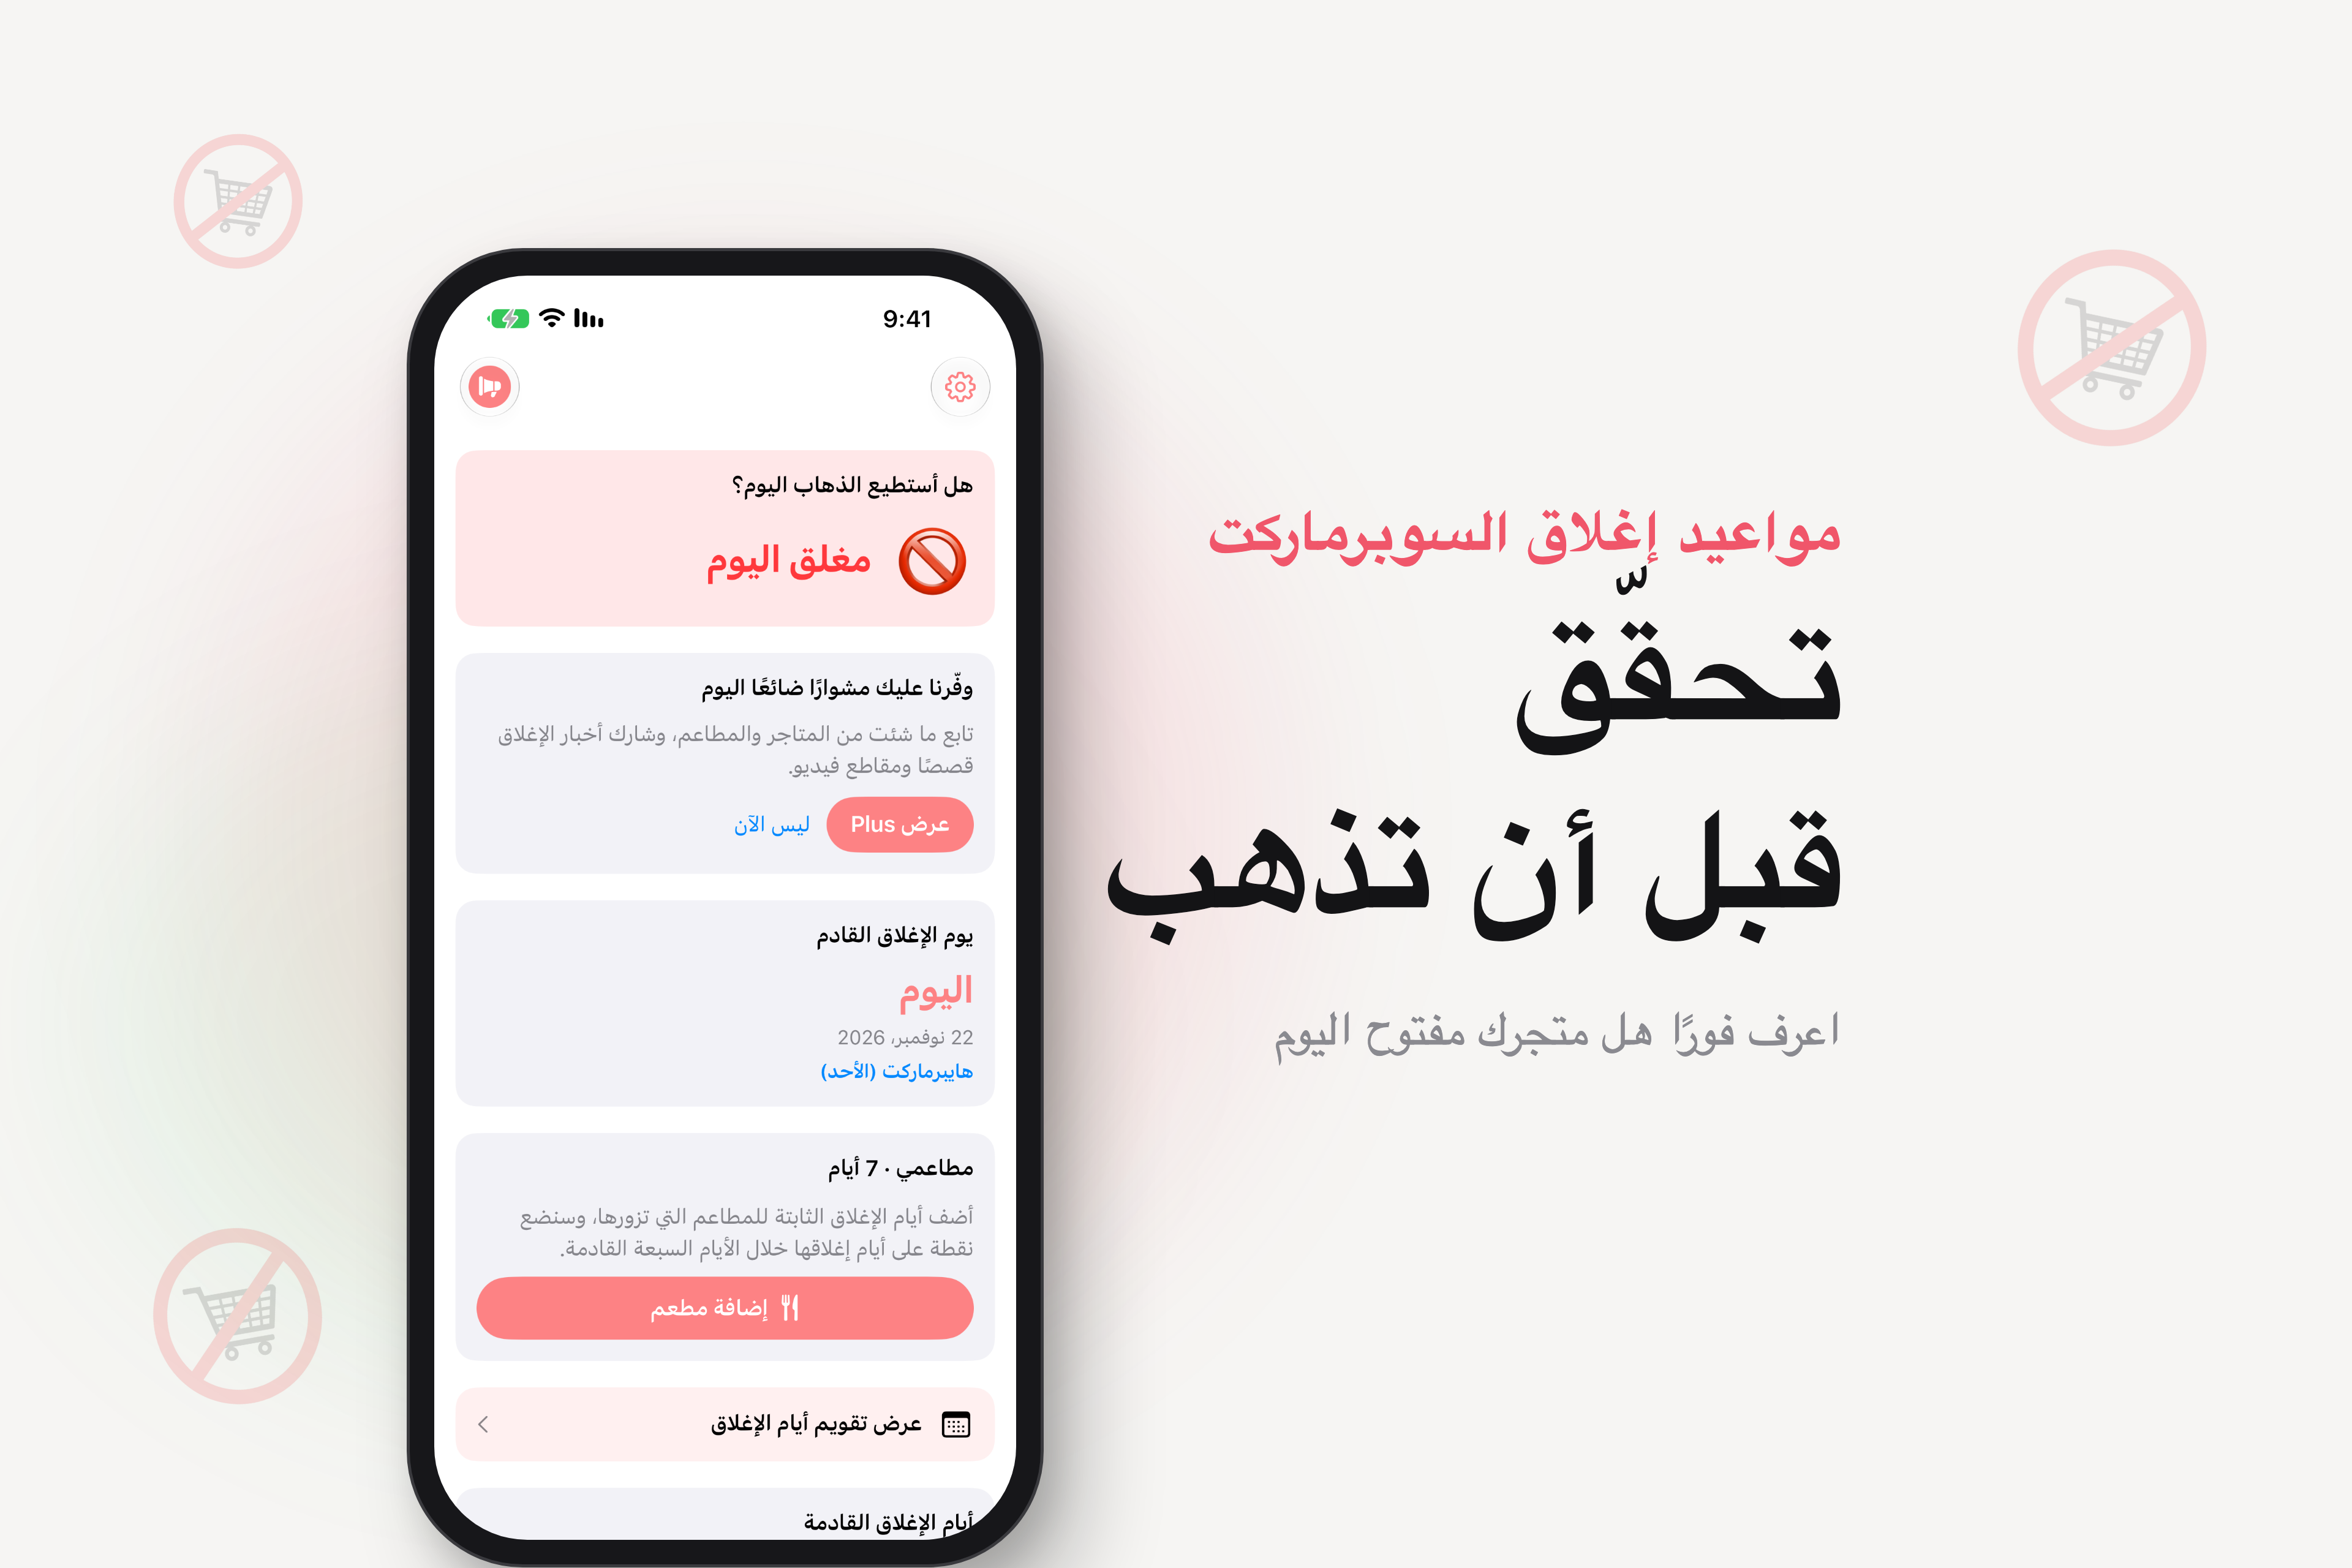 مواعيد إغلاق السوبرماركت
تحقّق
قبل أن تذهب
اعرف فورًا هل متجرك مفتوح اليوم
9:41
هل أستطيع الذهاب اليوم؟
مغلق اليوم
وفّرنا عليك مشوارًا ضائعًا اليوم
تابع ما شئت من المتاجر والمطاعم، وشارك أخبار الإغلاق
قصصًا ومقاطع فيديو.
عرض Plus
ليس الآن
يوم الإغلاق القادم
اليوم
22 نوفمبر، 2026
هايبرماركت (الأحد)
مطاعمي · 7 أيام
أضف أيام الإغلاق الثابتة للمطاعم التي تزورها، وسنضع
نقطة على أيام إغلاقها خلال الأيام السبعة القادمة.
إضافة مطعم
عرض تقويم أيام الإغلاق
أيام الإغلاق القادمة